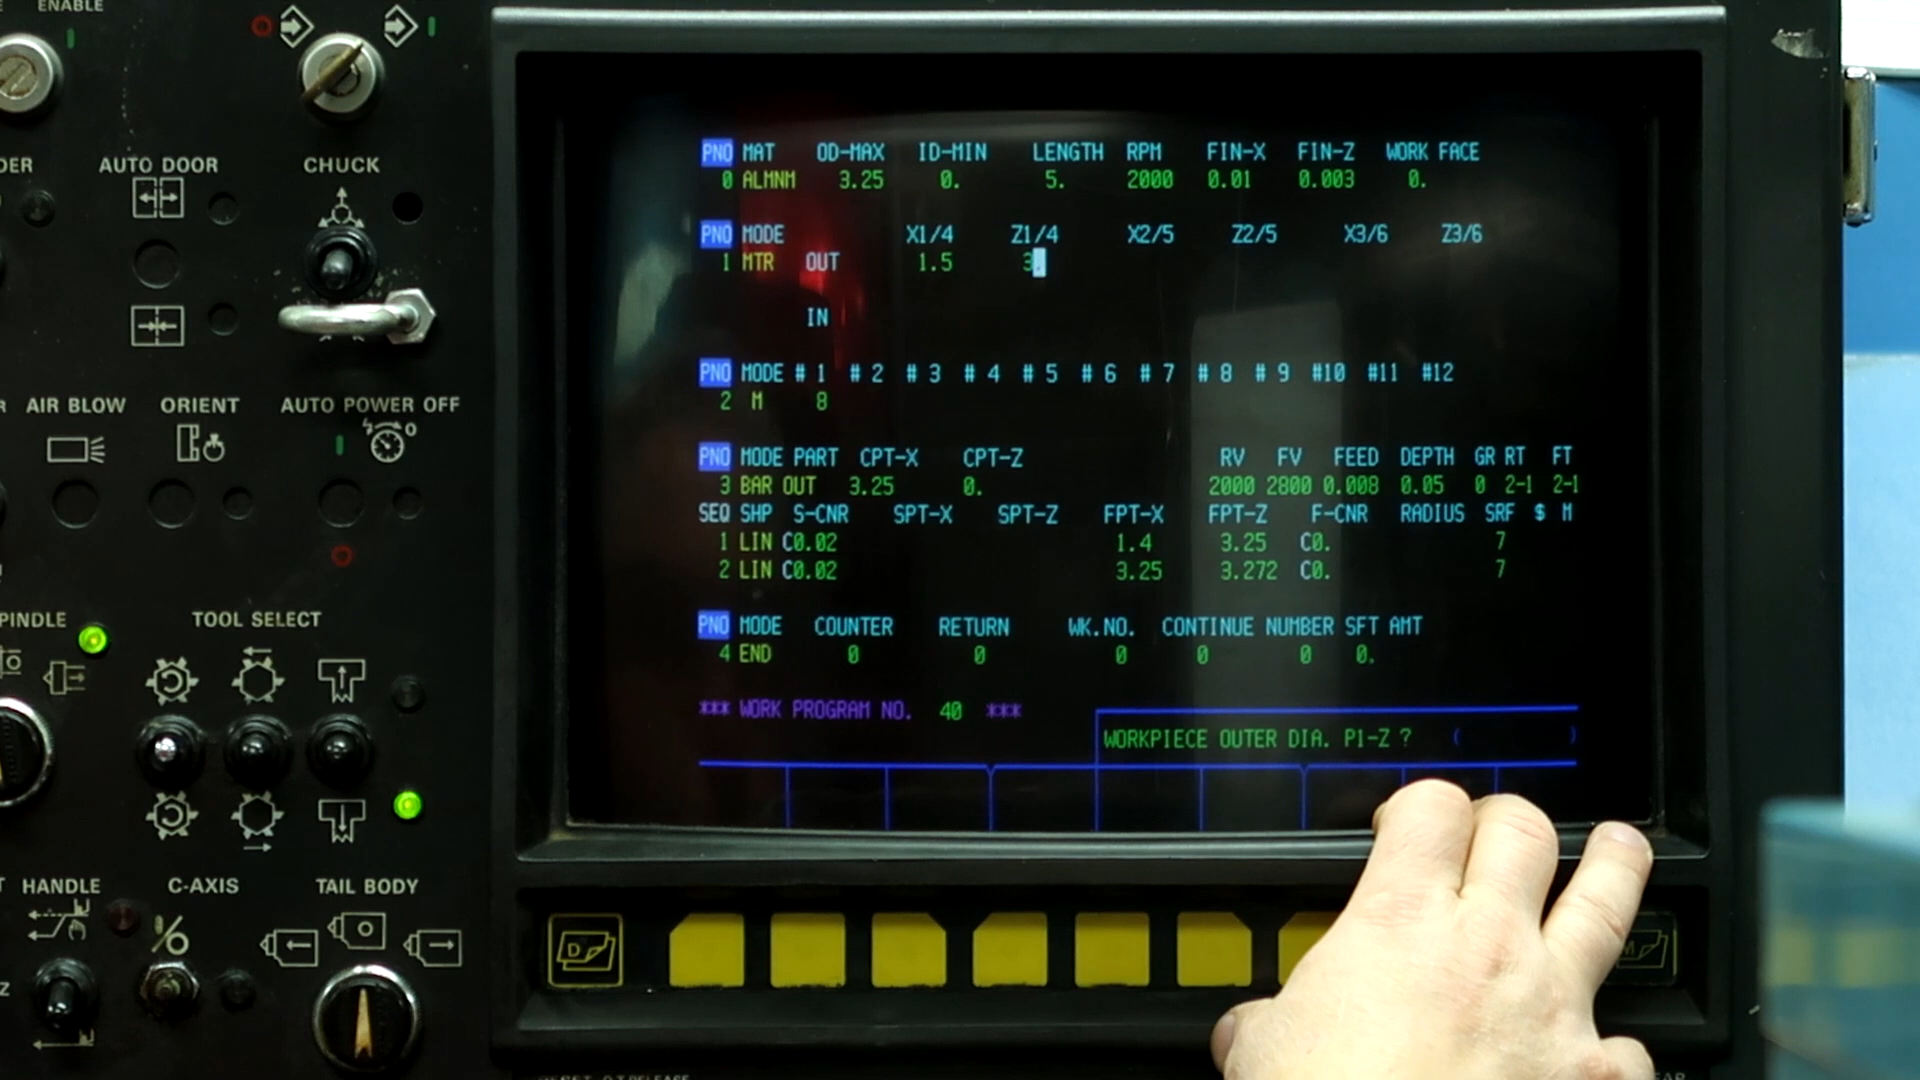 ENABLE
AUTO DOOR
CHUCK
AIR BLOW
ORIENT
AUTO POWER OFF
TOOL SELECT
HANDLE
C-AXIS
TAIL BODY
PNO MAT OD-MAX ID-MIN LENGTH RPM FIN-X FIN-Z WORK FACE
0 ALMNM 3.25 0. 5. 2000 0.01 0.003 0.
PNO MODE X1/4 Z1/4 X2/5 Z2/5 X3/6 Z3/6
1 MTR OUT 1.5 3.
IN
PNO MODE # 1 # 2 # 3 # 4 # 5 # 6 # 7 # 8 # 9 #10 #11 #12
2 M 8
PNO MODE PART CPT-X CPT-Z RV FV FEED DEPTH GR RT FT
3 BAR OUT 3.25 0. 2000 2800 0.008 0.05 0 2-1 2-1
SEQ SHP S-CNR SPT-X SPT-Z FPT-X FPT-Z F-CNR RADIUS SRF $ M
1 LIN C0.02 1.4 3.25 C0. 7
2 LIN C0.02 3.25 3.272 C0. 7
PNO MODE COUNTER RETURN WK.NO. CONTINUE NUMBER SFT AMT
4 END 0 0 0 0 0 0.
*** WORK PROGRAM NO. 40 ***
WORKPIECE OUTER DIA. P1-Z ? ( )